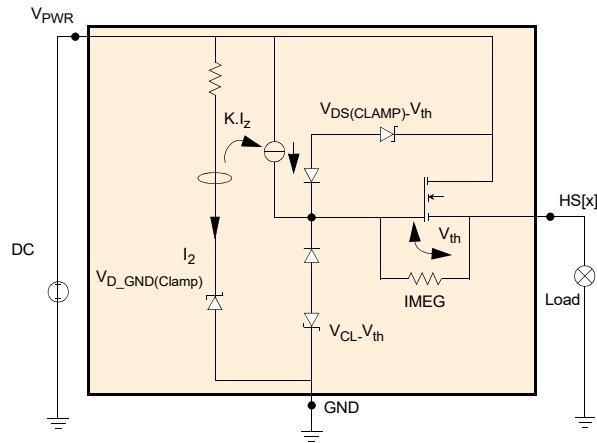 VPWR
VDS(CLAMP)-Vth
K.Iz
HS[x]
DC
Vth
I2
VD_GND(Clamp)
IMEG
Load
VCL-Vth
GND